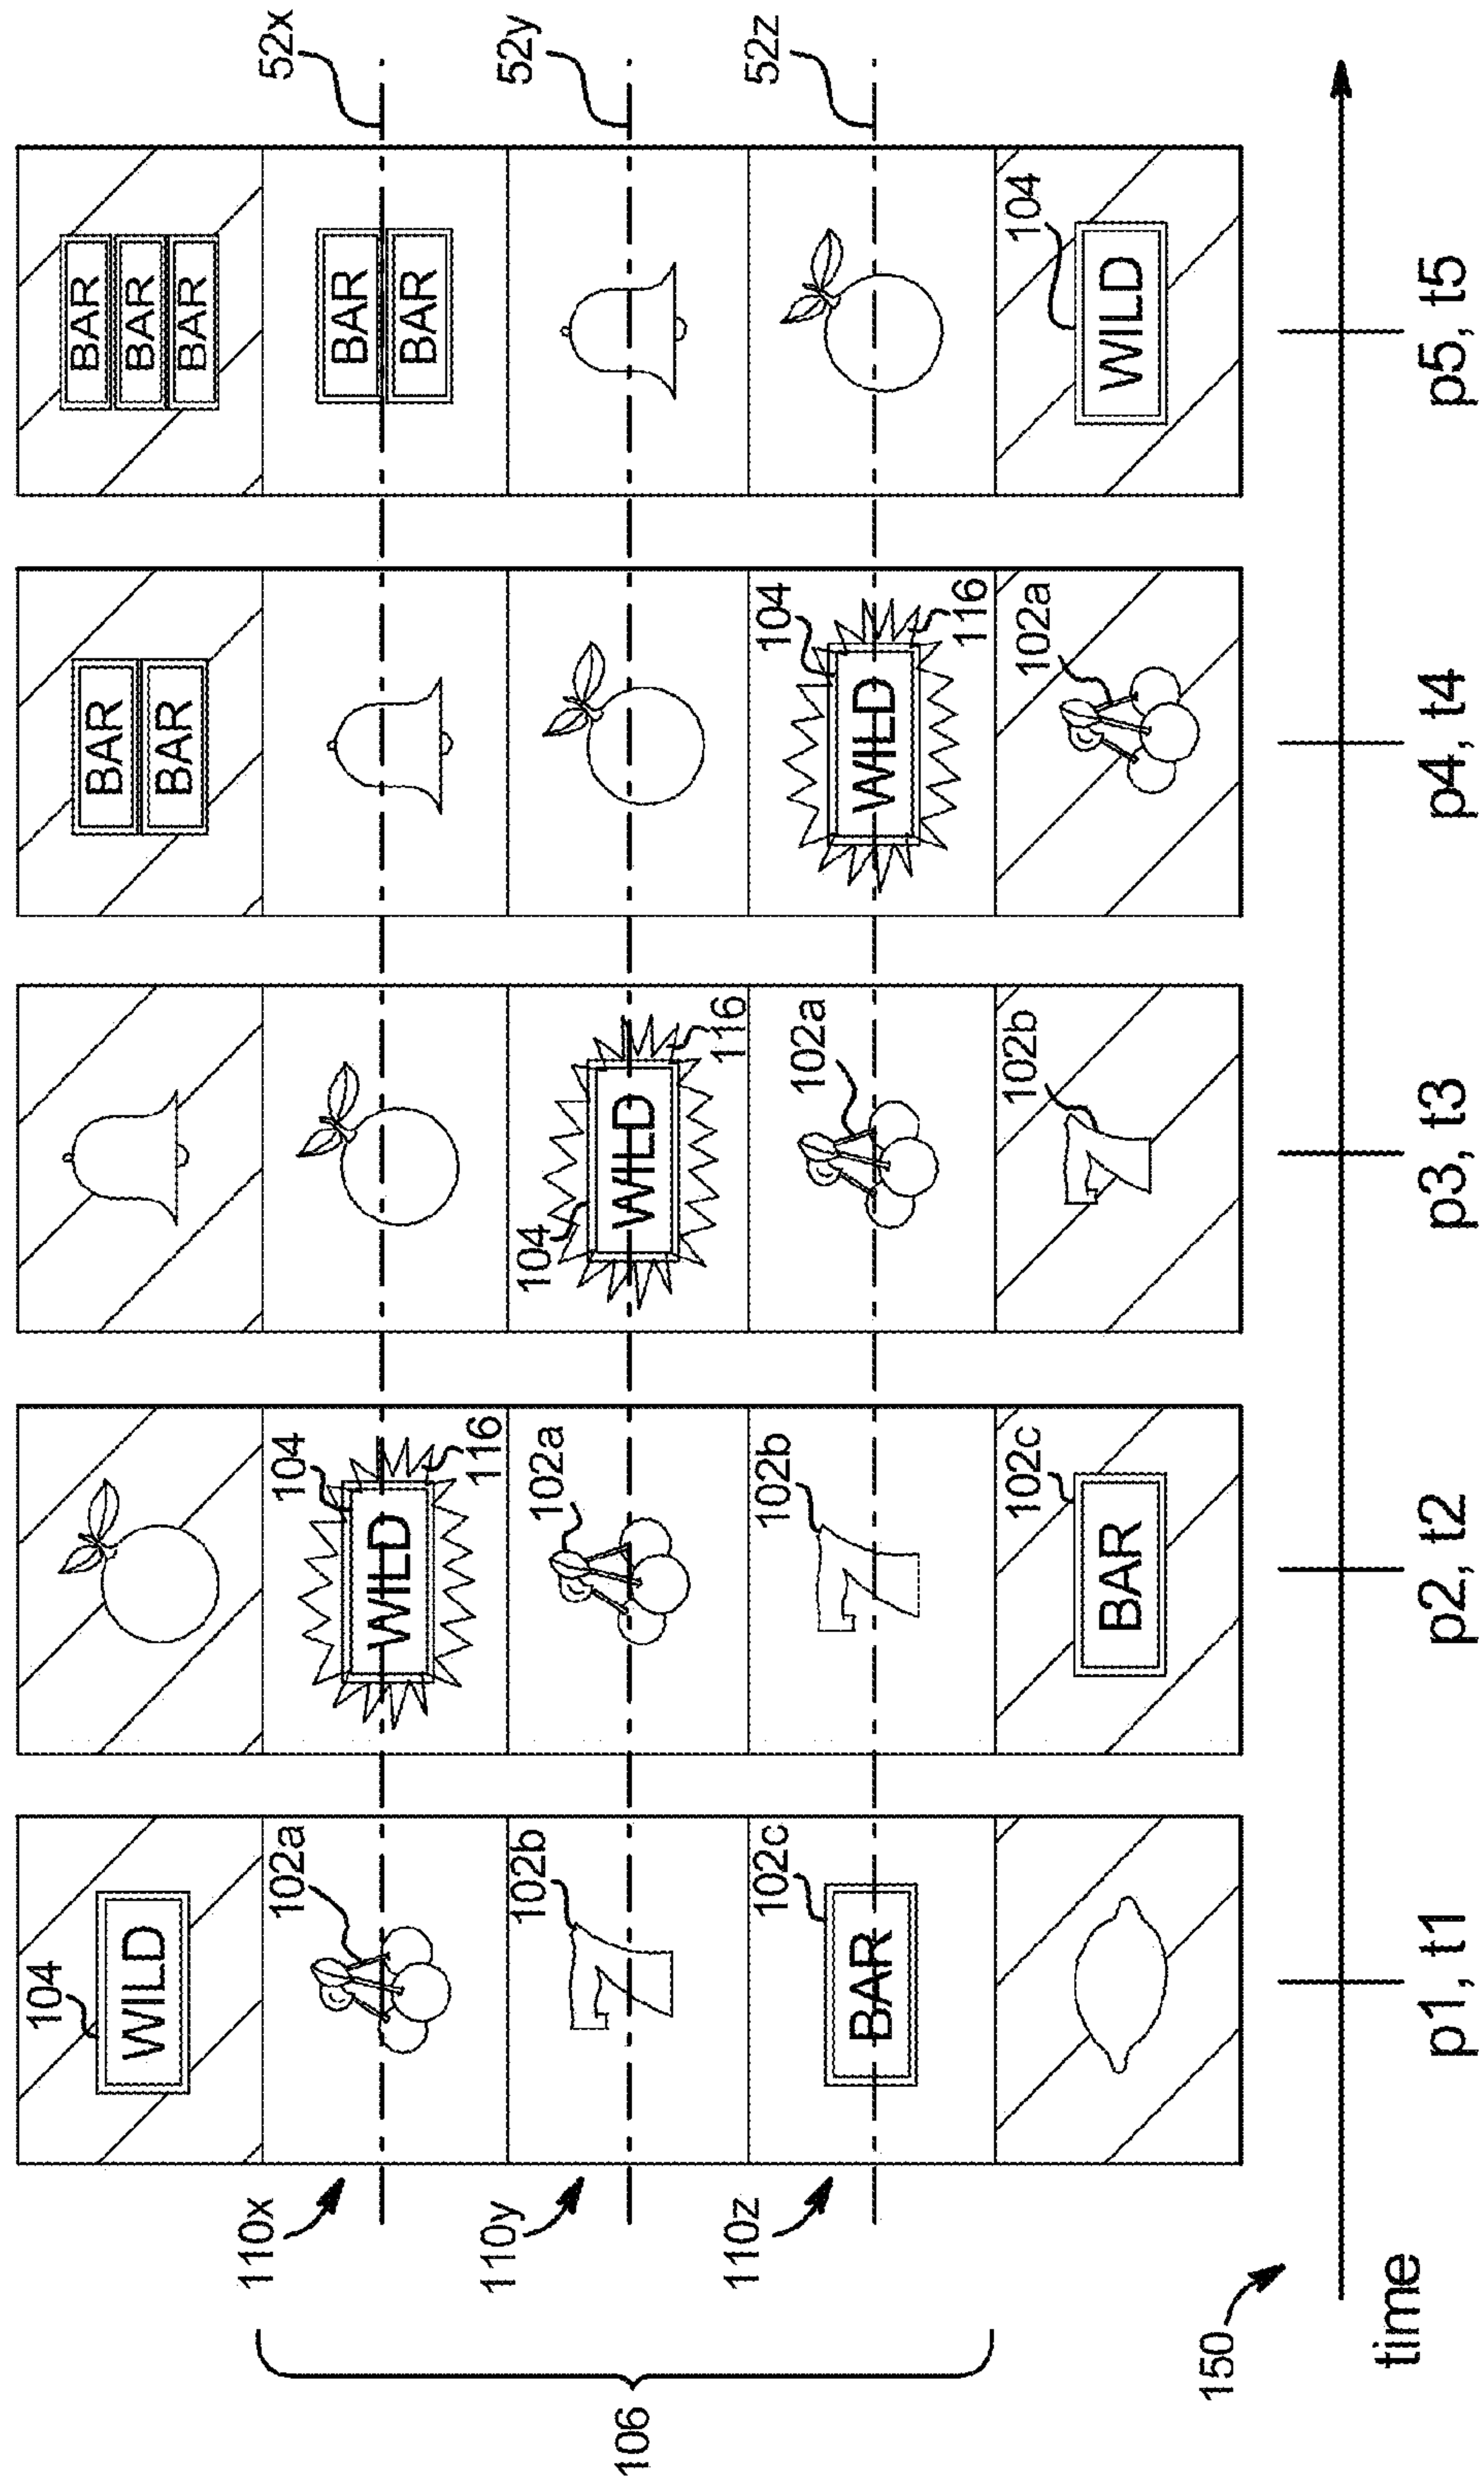 104
WILD
BAR
BAR
BAR
BAR
BAR
110x
102a
104
WILD
116
BAR
BAR
52x
106
110y
102b
102a
104
WILD
116
52y
110z
102c
BAR
102b
102a
104
WILD
116
52z
102c
BAR
102b
102a
104
WILD
150
tiime
p1, t1
p2, t2
p3, t3
p4, t4
p5, t5